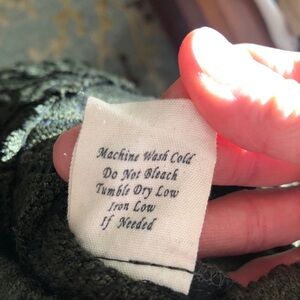 Machine Wash Cold
Do Not Bleach
Tumble Dry Low
Iron Low
If Needed